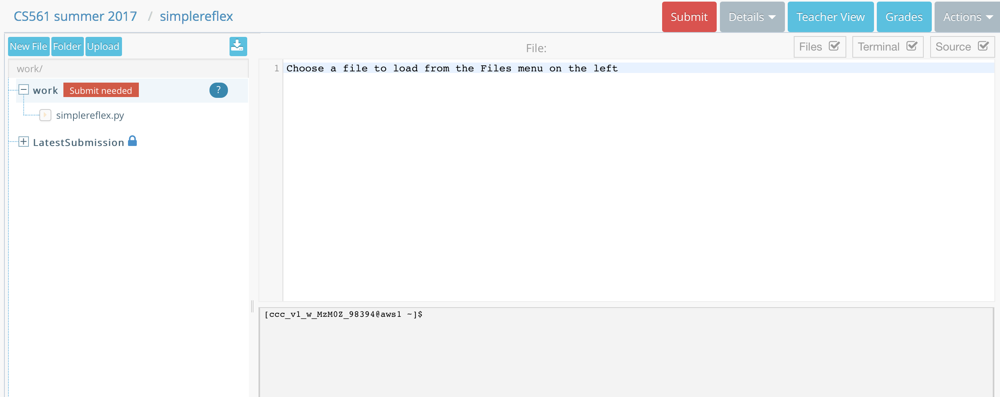 CS561 summer 2017 / simplereflex Submit Details Teacher View Grades Actions
New File Folder Upload File: Files Terminal Source
work/
1 Choose a file to load from the Files menu on the left
work Submit needed ?
simplereflex.py
LatestSubmission
[ccc_v1_w_MzM0Z_98394@aws1 ~]$